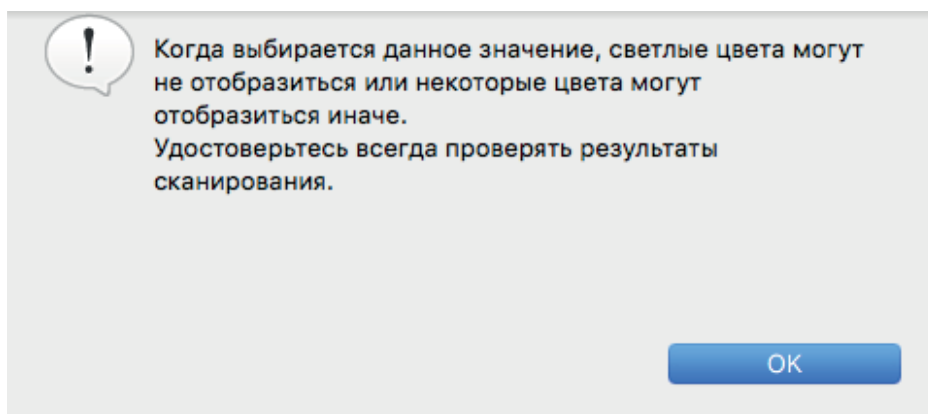 Когда выбирается данное значение, светлые цвета могут
не отобразиться или некоторые цвета могут
отобразиться иначе.
Удостоверьтесь всегда проверять результаты
сканирования.
OK